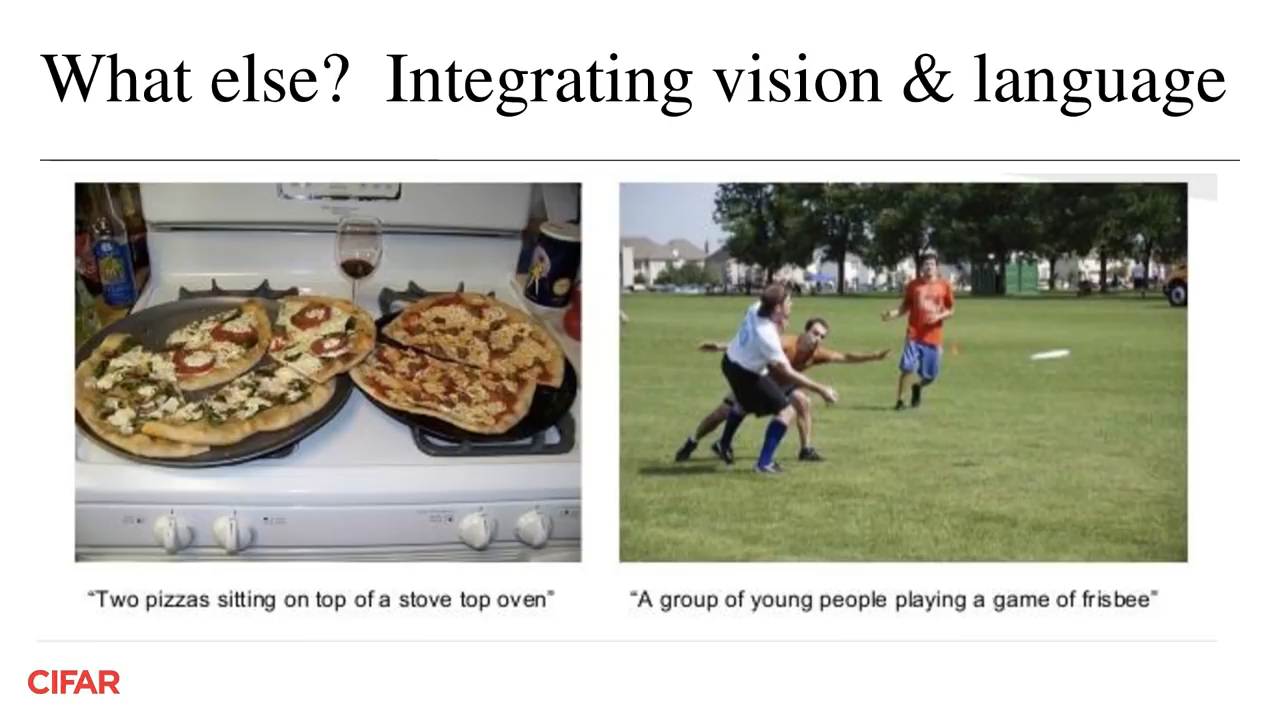 What else?  Integrating vision & language
“Two pizzas sitting on top of a stove top oven”
“A group of young people playing a game of frisbee”
CIFAR